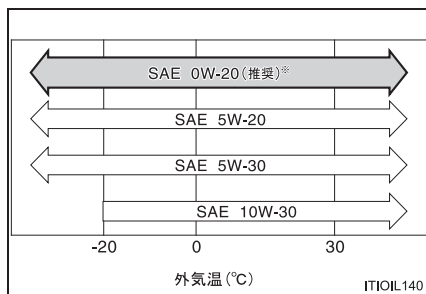 SAE 0W-20(推奨)※
SAE 5W-20
SAE 5W-30
SAE 10W-30
-20 0 30
外気温(℃)
ITIOIL140